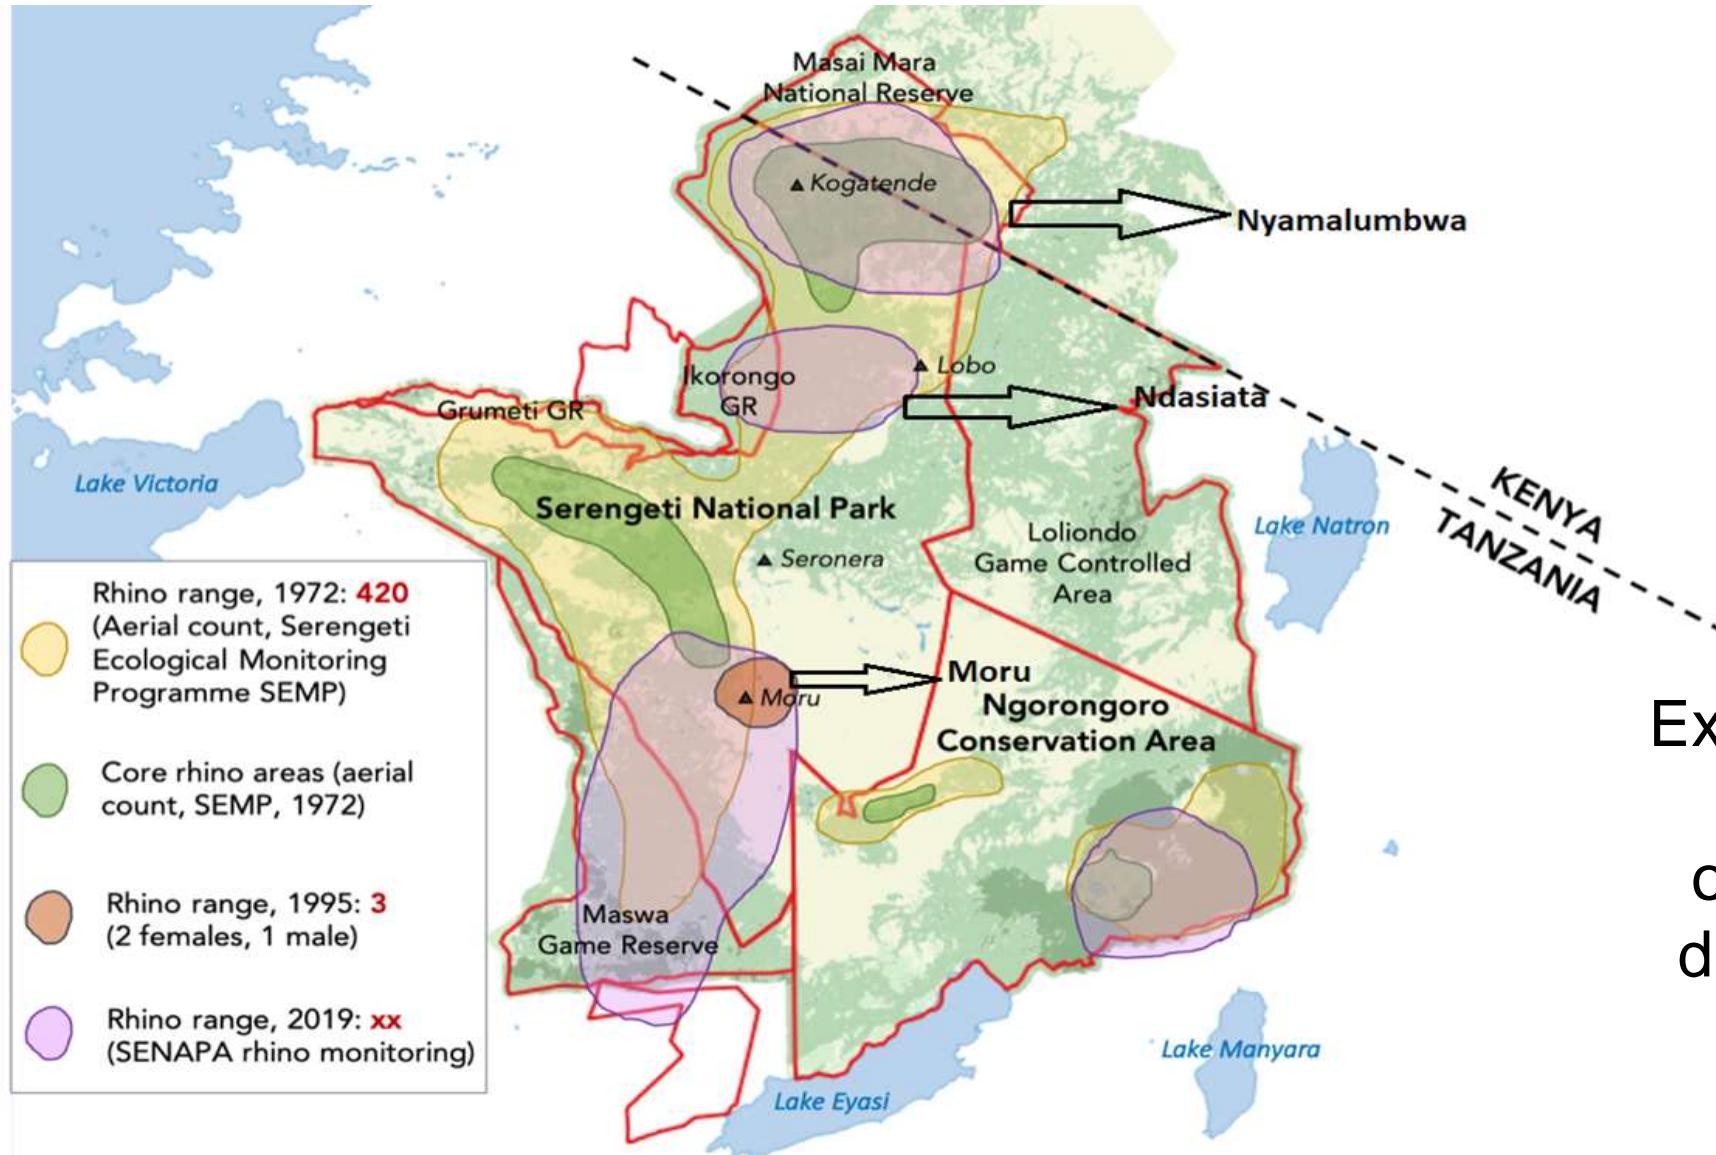 Masai Mara
National Reserve
Kogatende
Nyamalumbwa
Lobo
Ikorongo
GR
Ndasiata
Grumeti GR
Lake Victoria
Serengeti National Park
KENYA
TANZANIA
Lake Natron
Loliondo
Game Controlled
Area
Seronera
Rhino range, 1972: 420
(Aerial count, Serengeti
Ecological Monitoring
Programme SEMP)
Moru
Moru
Ngorongoro
Conservation Area
Core rhino areas (aerial
count, SEMP, 1972)
Rhino range, 1995: 3
(2 females, 1 male)
Maswa
Game Reserve
Rhino range, 2019: xx
(SENAPA rhino monitoring)
Lake Manyara
Lake Eyasi
Ex
d